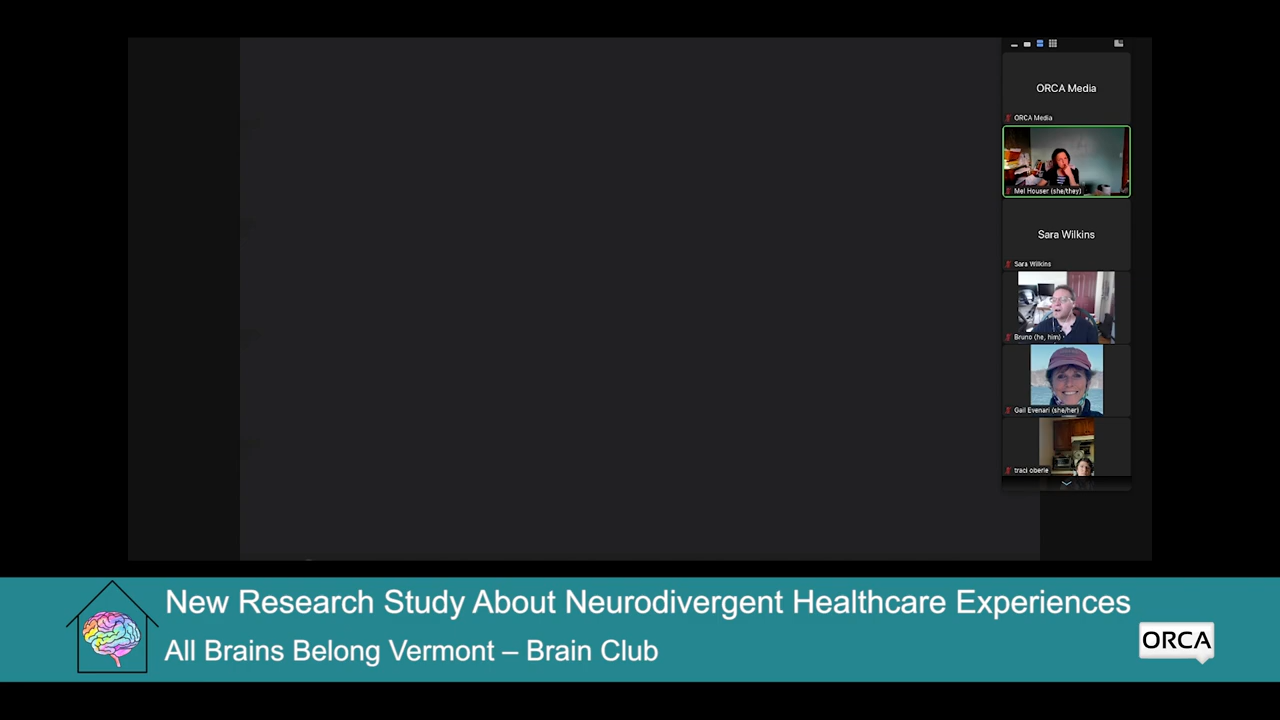 ORCA Media
ORCA Media
Mel Houser (she/they)
Sara Wilkins
Sara Wilkins
Bruno (he, him)
Gail Evenari (she/her)
traci oberle
New Research Study About Neurodivergent Healthcare Experiences
All Brains Belong Vermont – Brain Club
ORCA